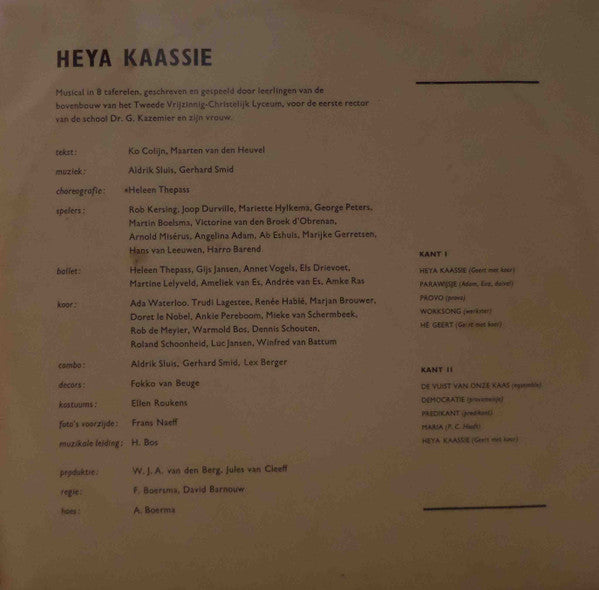 HEYA KAASSIE
Musical in 8 taferelen, geschreven en gespeeld door leerlingen van de
bovenbouw van het Tweede Vrijzinnig-Christelijk Lyceum, voor de eerste rector
van de school Dr. G. Kazemier en zijn vrouw.
tekst: Ko Colijn, Maarten van den Heuvel
muziek: Aldrik Sluis, Gerhard Smid
choreografie: Heleen Thepass
spelers: Rob Kersing, Joop Durville, Mariette Hylkema, George Peters,
Martin Boelsma, Victorine van den Broek d'Obrenan,
Arnold Misérus, Angelina Adam, Ab Eshuis, Marijke Gerretsen,
Hans van Leeuwen, Harro Barend
ballet: Heleen Thepass, Gijs Jansen, Annet Vogels, Els Drievoet,
Martine Lelyveld, Ameliek van Es, Andrée van Es, Amke Ras
koor: Ada Waterloo, Trudi Lagestee, Renée Hablé, Marjan Brouwer,
Doret le Nobel, Ankie Pereboom, Mieke van Schermbeek,
Rob de Meyier, Warmold Bos, Dennis Schouten,
Roland Schoonheid, Luc Jansen, Winfred van Battum
combo: Aldrik Sluis, Gerhard Smid, Lex Berger
decors: Fokko van Beuge
kostuums: Ellen Roukens
foto's voorzijde: Frans Naeff
muzikale leiding: H. Bos
produktie: W. J. A. van den Berg, Jules van Cleeff
regie: F. Boersma, David Barnouw
hoes: A. Boerma
KANT I
HEYA KAASSIE (Geert met koor)
PARAWIJSJE (Adam, Eva, duivel)
PROVO (provo)
WORKSONG (werkster)
HÉ GEERT (Geert met koor)
KANT II
DE VUIST VAN ONZE KAAS (ensemble)
DEMOCRATIE (provomeisje)
PREDIKANT (predikant)
MARIA (P. C. Hooft)
HEYA KAASSIE (Geert met koor)